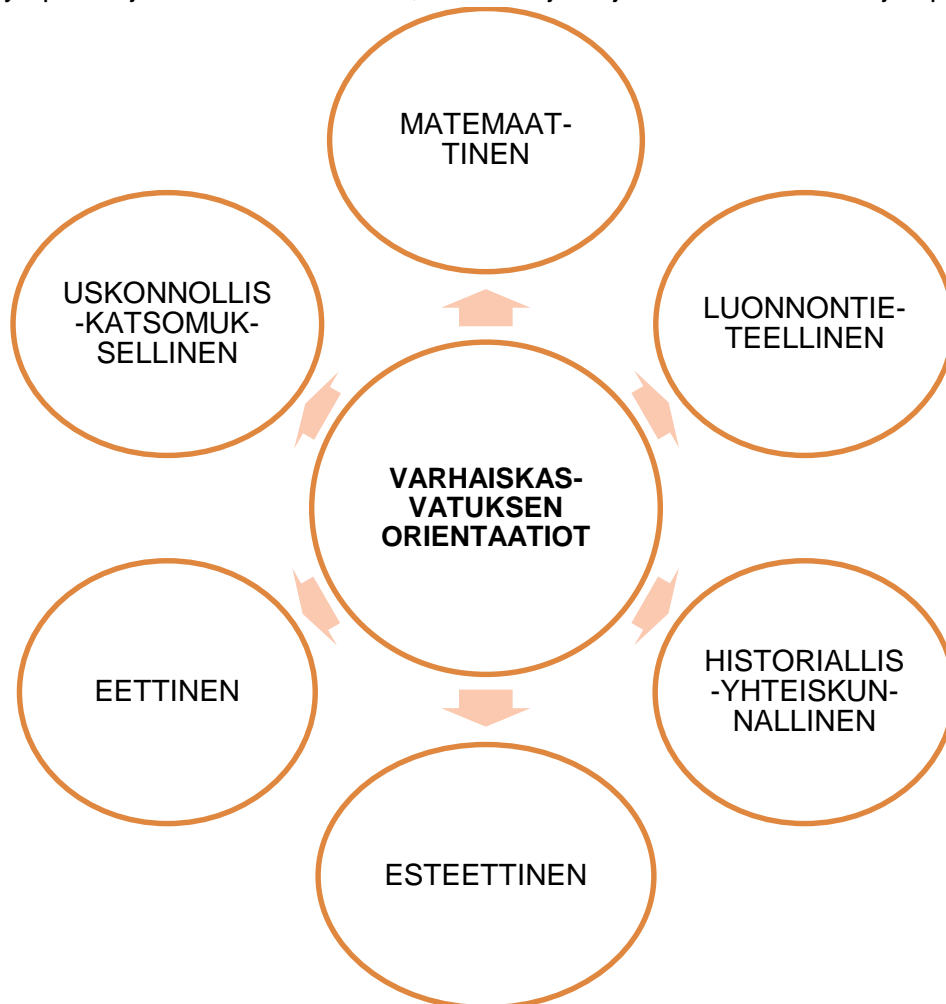 MATEMAAT-
TINEN
USKONNOLLIS
-KATSOMUK-
SELLINEN
LUONNONTIE-
TEELLINEN
VARHAISKAS-
VATUKSEN
ORIENTAATIOT
EETTINEN
HISTORIALLIS
-YHTEISKUN-
NALLINEN
ESTEETTINEN